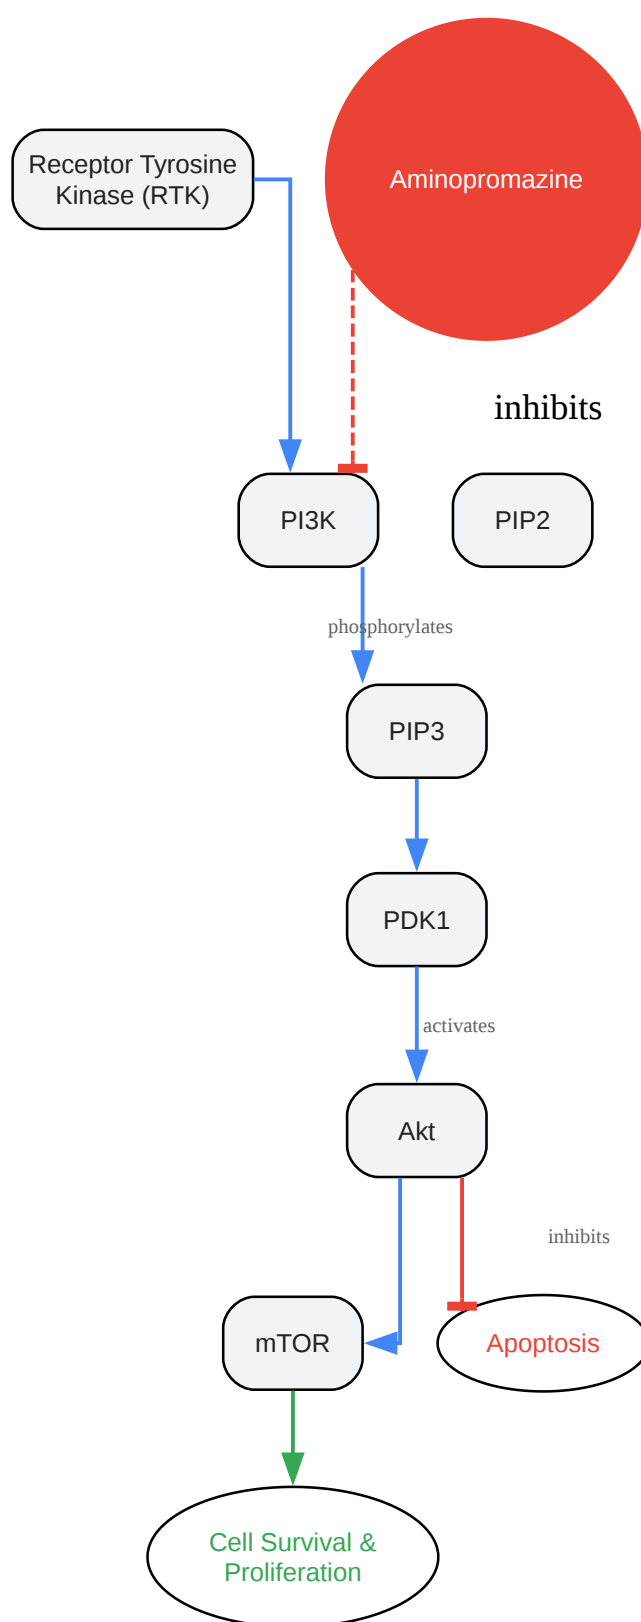 Receptor Tyrosine
Kinase (RTK)
Aminopromazine
inhibits
PI3K
PIP2
phosphorylates
PIP3
PDK1
activates
Akt
inhibits
mTOR
Apoptosis
Cell Survival &
Proliferation